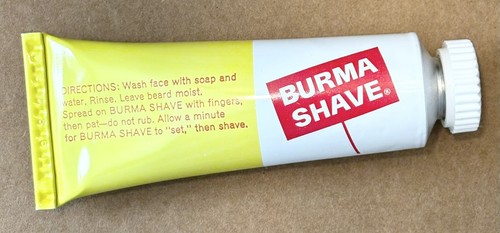 DIRECTIONS: Wash face with soap and
water. Rinse. Leave beard moist.
Spread on BURMA SHAVE with fingers,
then pat—do not rub. Allow a minute
for BURMA SHAVE to "set," then shave.
BURMA
SHAVE®